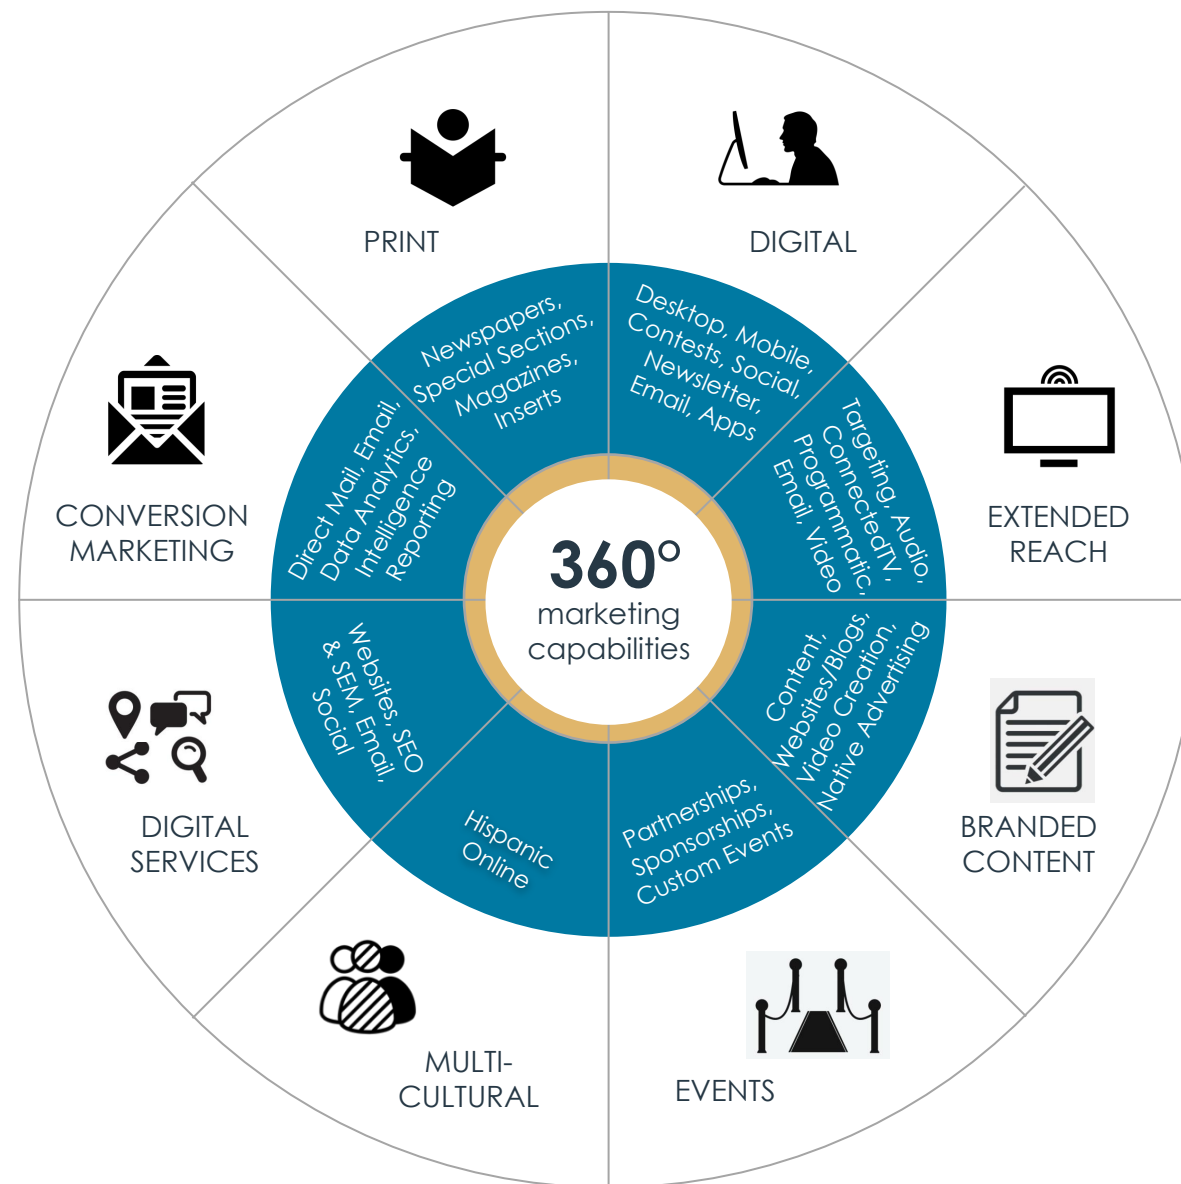 PRINT
Newspapers,
Special Sections,
Magazines,
Inserts
DIGITAL
Desktop, Mobile,
Contests, Social,
Newsletter,
Email, Apps
EXTENDED
REACH
Targeting, Audio,
ConnectedTV,
Programmatic,
Email, Video
BRANDED
CONTENT
Content,
Websites/Blogs,
Video Creation,
Native Advertising
EVENTS
Partnerships,
Sponsorships,
Custom Events
MULTI-
CULTURAL
Hispanic
Online
DIGITAL
SERVICES
Websites, SEO
& SEM, Email,
Social
CONVERSION
MARKETING
Direct Mail, Email,
Data Analytics,
Intelligence
Reporting
360°
marketing
capabilities